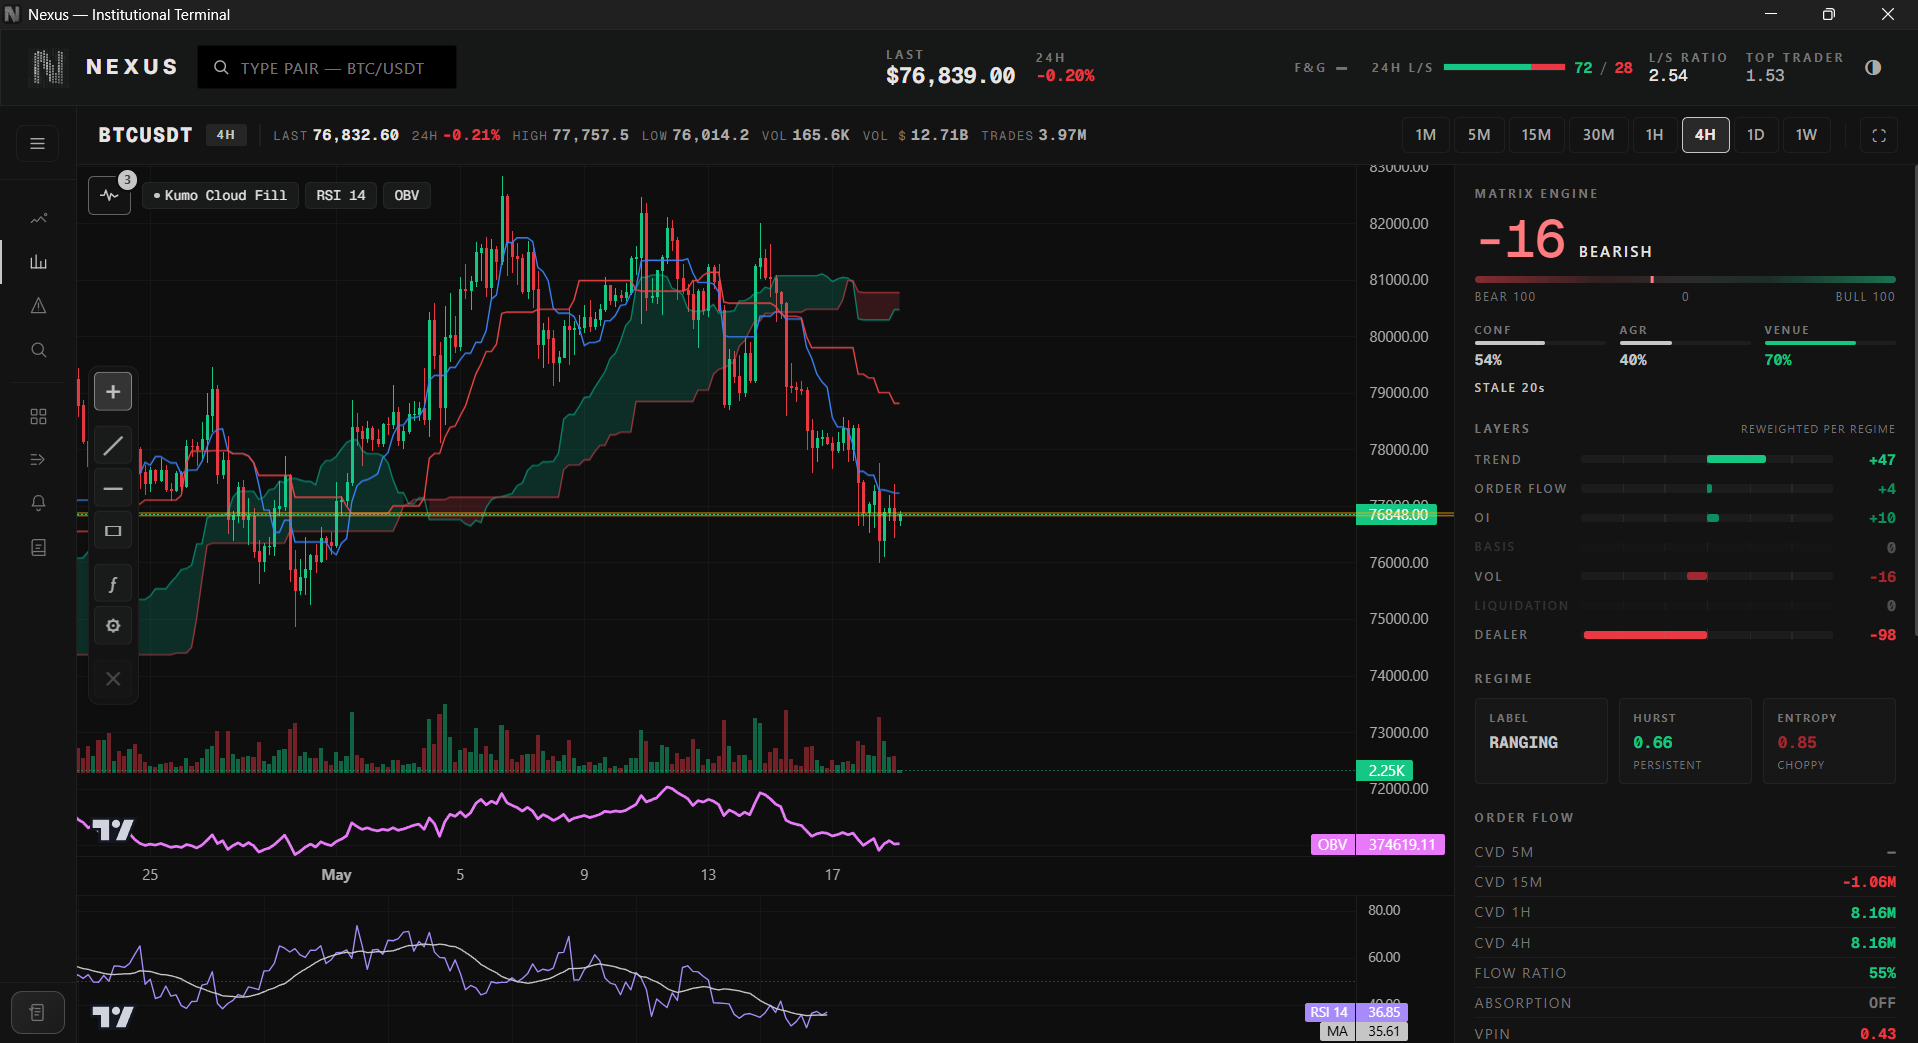 Nexus — Institutional Terminal
NEXUS
TYPE PAIR — BTC/USDT
LAST
$76,839.00
24H
-0.20%
F&G —
24H L/S 72 / 28
L/S RATIO
2.54
TOP TRADER
1.53
BTCUSDT 4H LAST 76,832.60 24H -0.21% HIGH 77,757.5 LOW 76,014.2 VOL 165.6K VOL $ 12.71B TRADES 3.97M
1M 5M 15M 30M 1H 4H 1D 1W
3
Kumo Cloud Fill RSI 14 OBV
83000.00
82000.00
81000.00
80000.00
79000.00
78000.00
77000.00
76848.00
76000.00
75000.00
74000.00
73000.00
2.25K
72000.00
OBV 374619.11
25 May 5 9 13 17
80.00
60.00
40.00
RSI 14 36.85
MA 35.61
MATRIX ENGINE
-16 BEARISH
BEAR 100 0 BULL 100
CONF AGR VENUE
54% 40% 70%
STALE 20s
LAYERS REWEIGHTED PER REGIME
TREND +47
ORDER FLOW +4
OI +10
BASIS 0
VOL -16
LIQUIDATION 0
DEALER -98
REGIME
LABEL
RANGING
HURST
0.66
PERSISTENT
ENTROPY
0.85
CHOPPY
ORDER FLOW
CVD 5M —
CVD 15M -1.06M
CVD 1H 8.16M
CVD 4H 8.16M
FLOW RATIO 55%
ABSORPTION OFF
VPIN 0.43